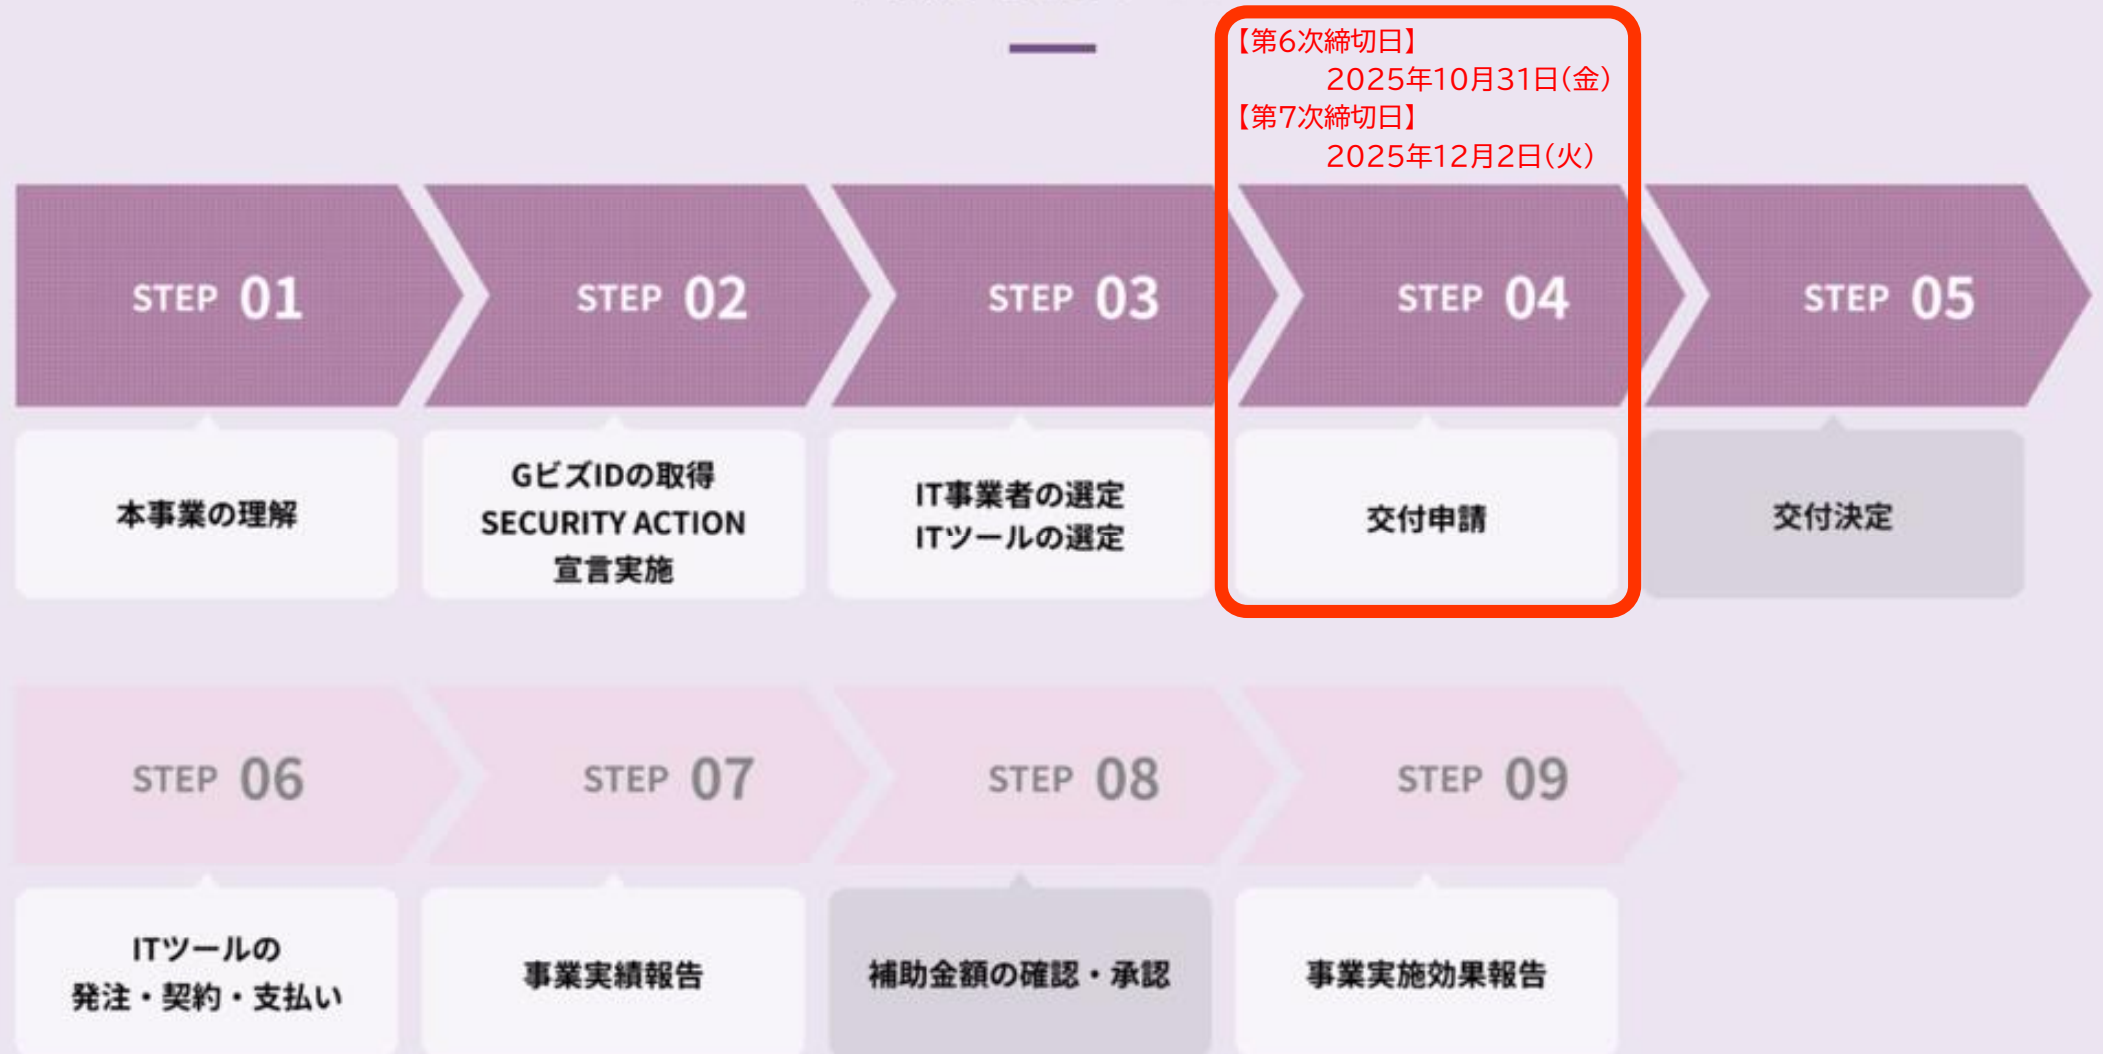 【第6次締切日】
2025年10月31日(金)
【第7次締切日】
2025年12月2日(火)
STEP 01
STEP 02
STEP 03
STEP 04
STEP 05
本事業の理解
GビズIDの取得
SECURITY ACTION
宣言実施
IT事業者の選定
ITツールの選定
交付申請
交付決定
STEP 06
STEP 07
STEP 08
STEP 09
ITツールの
発注・契約・支払い
事業実績報告
補助金額の確認・承認
事業実施効果報告